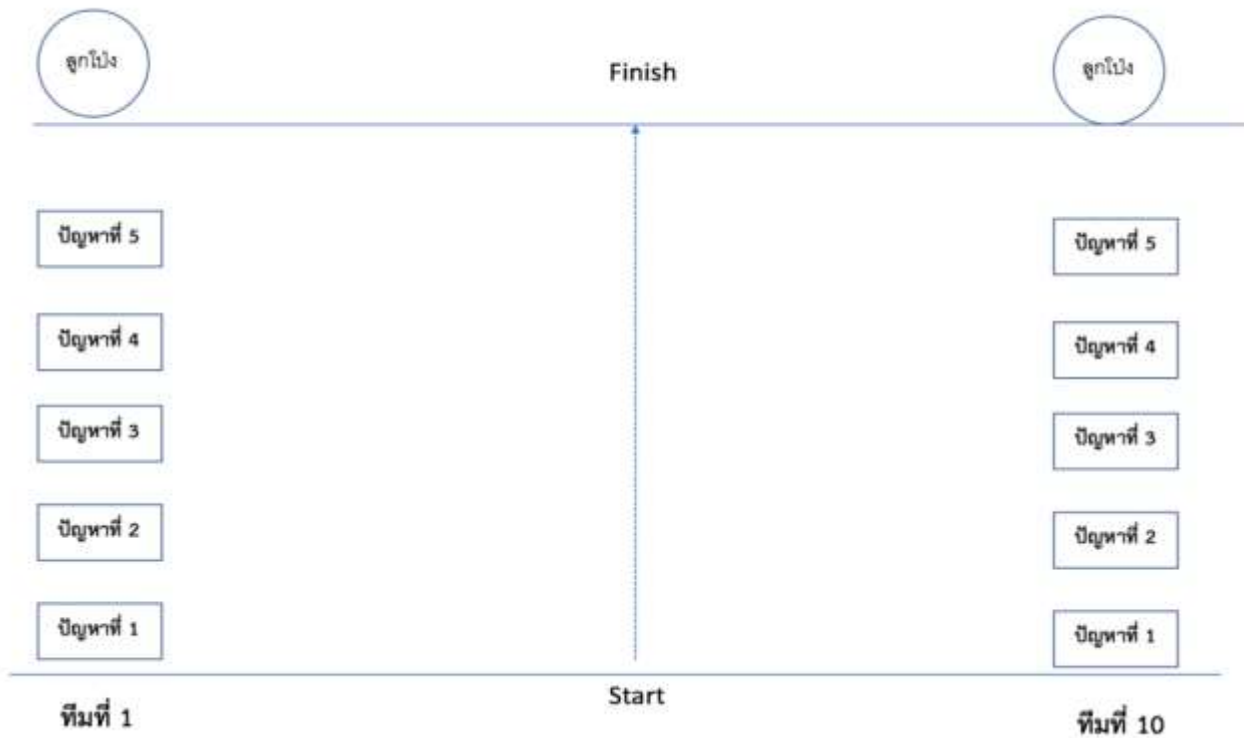 ลูกโป่ง
Finish
ลูกโป่ง
ปัญหาที่ 5
ปัญหาที่ 5
ปัญหาที่ 4
ปัญหาที่ 4
ปัญหาที่ 3
ปัญหาที่ 3
ปัญหาที่ 2
ปัญหาที่ 2
ปัญหาที่ 1
ปัญหาที่ 1
Start
ทีมที่ 1
ทีมที่ 10